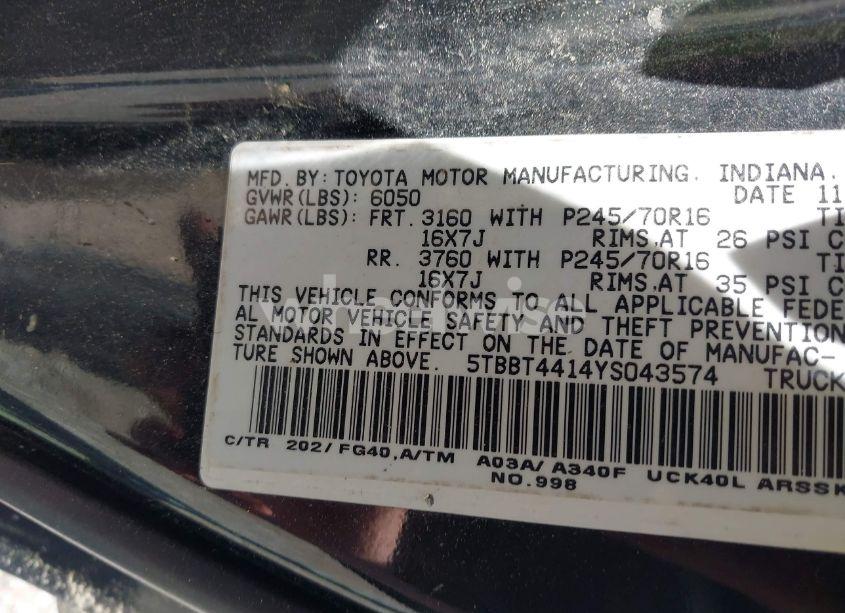 MFD. BY: TOYOTA MOTOR MANUFACTURING. INDIANA.
GVWR(LBS): 6050 DATE 11
GAWR(LBS): FRT. 3160 WITH P245/70R16
16X7J RIMS.AT 26 PSI
RR. 3760 WITH P245/70R16
16X7J RIMS.AT 35 PSI
THIS VEHICLE CONFORMS TO ALL APPLICABLE FEDE
AL MOTOR VEHICLE SAFETY AND THEFT PREVENTION
STANDARDS IN EFFECT ON THE DATE OF MANUFAC-
TURE SHOWN ABOVE. 5TBBT4414YS043574 TRUCK
C/TR 202/ FG40,A/TM A03A/ A340F UCK40L ARSSK
NO.998